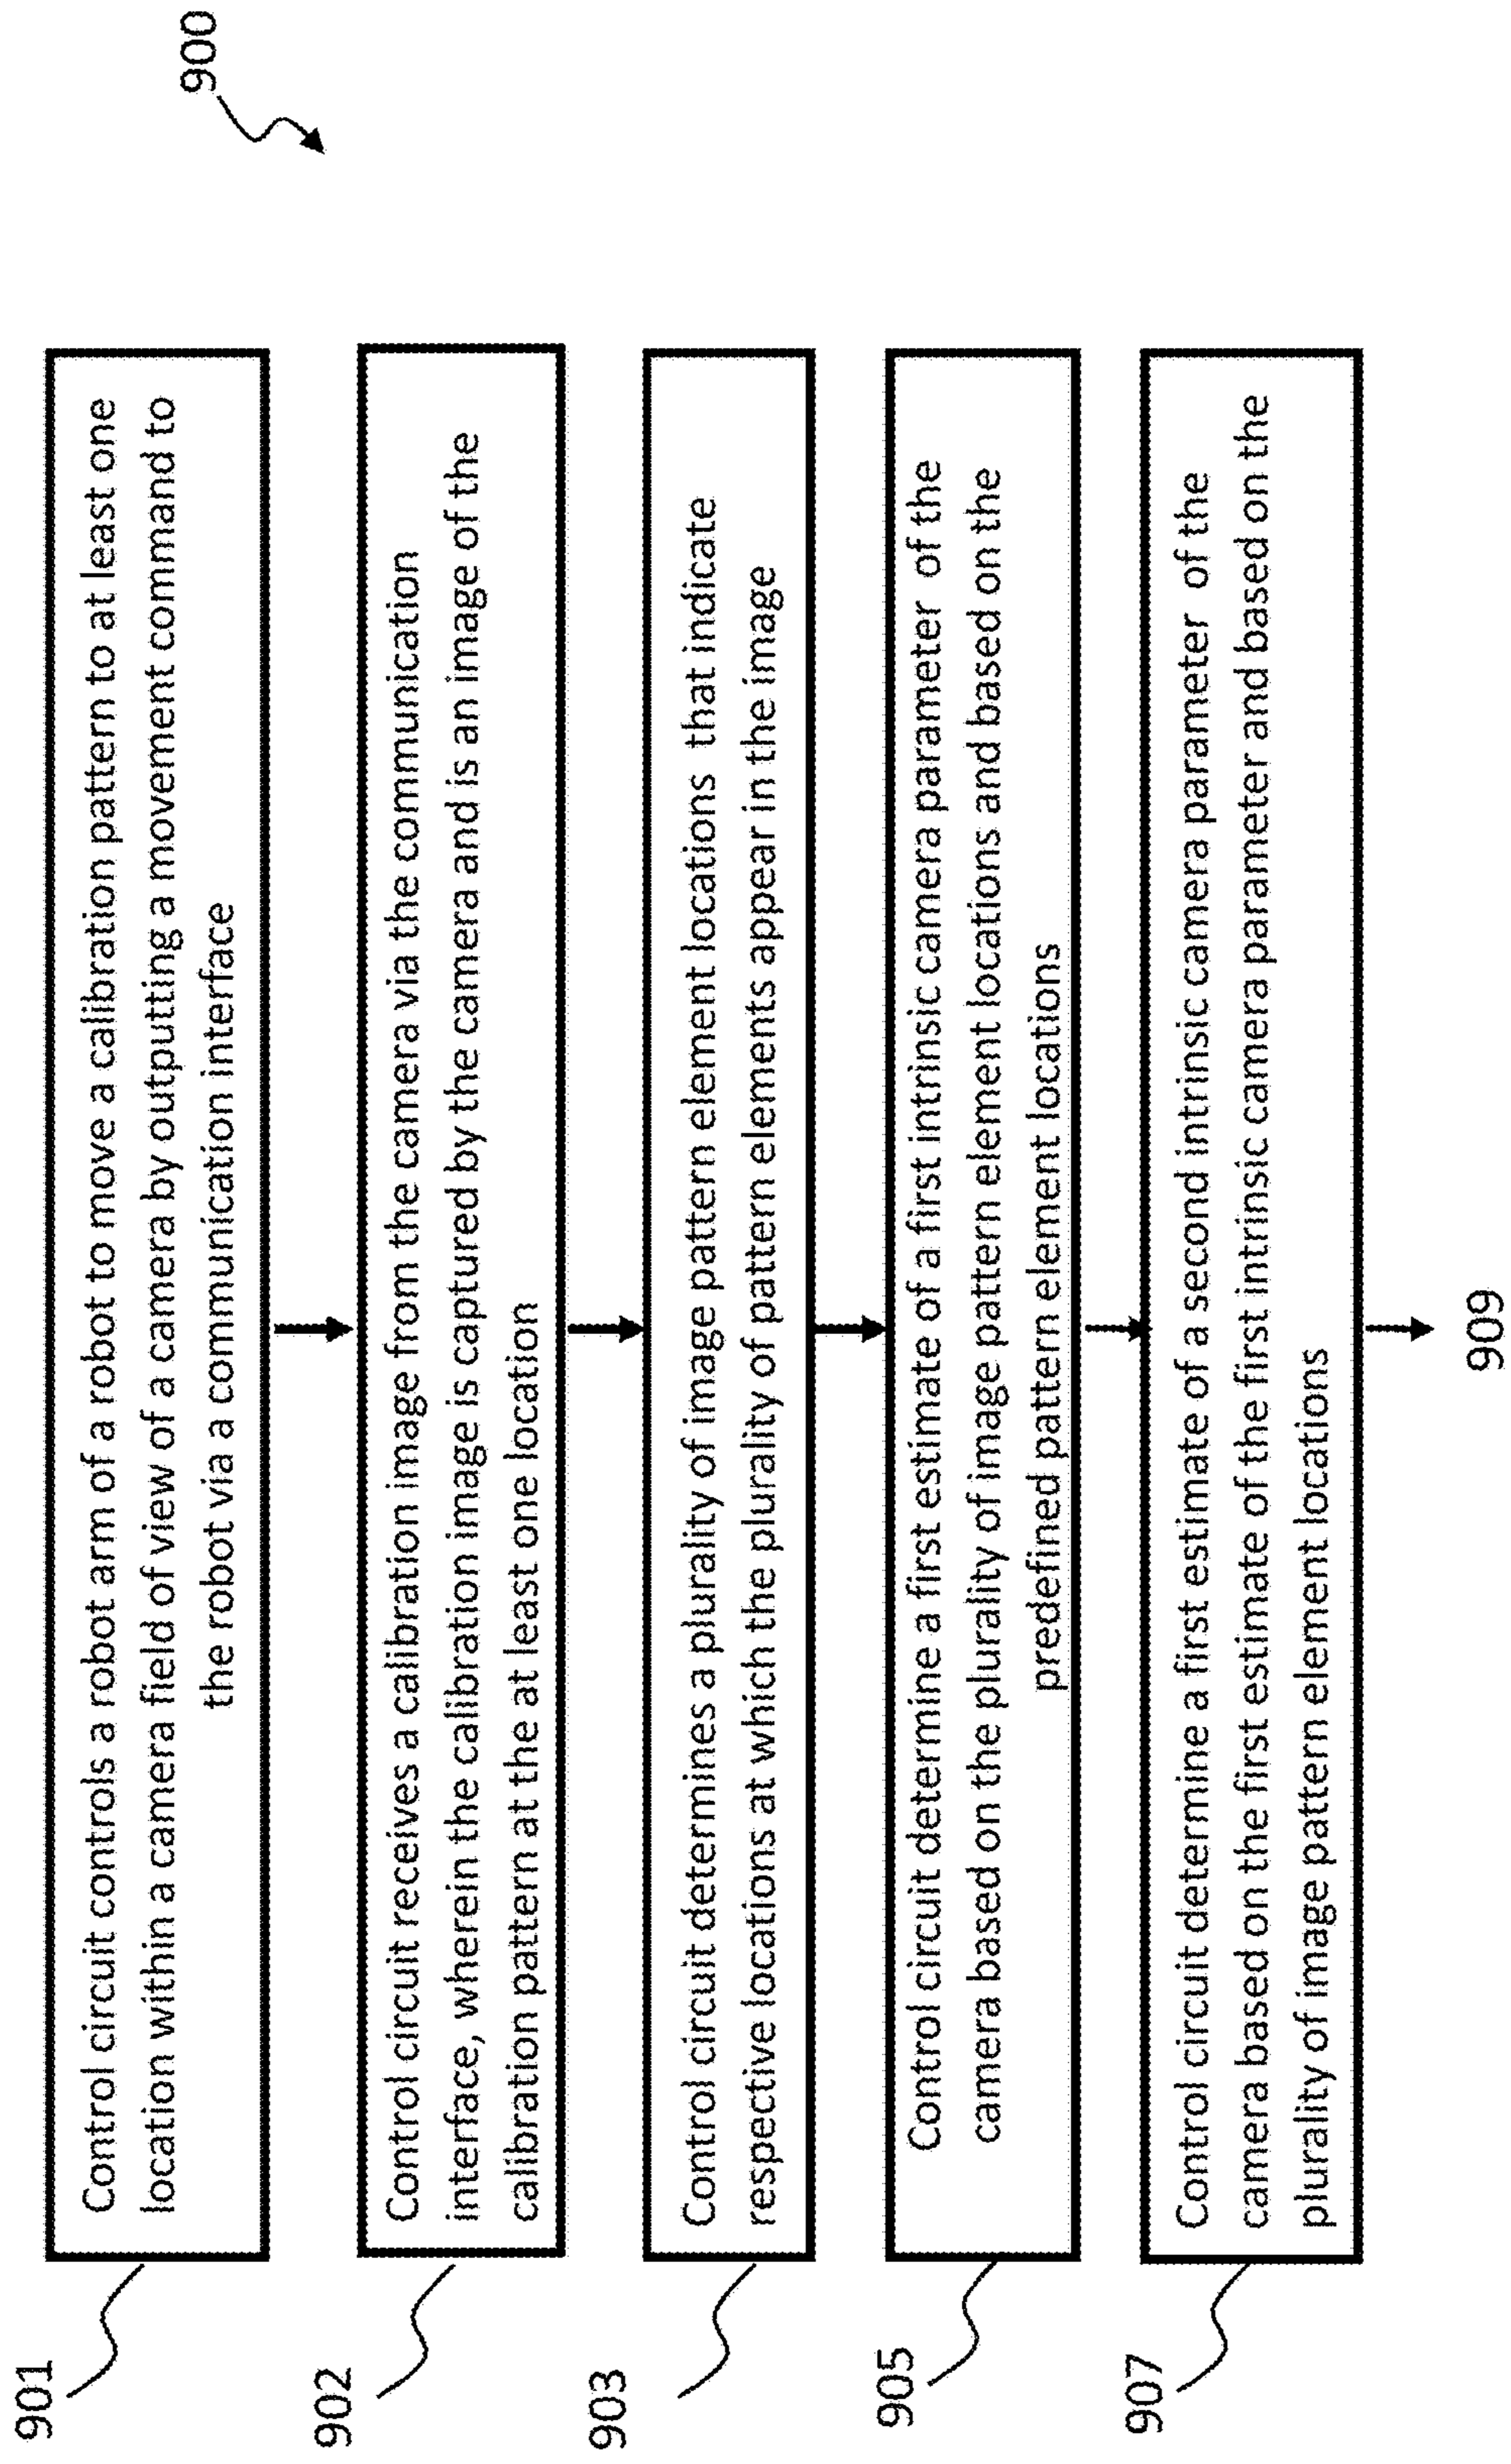 900
901
Control circuit controls a robot arm of a robot to move a calibration pattern to at least one
location within a camera field of view of a camera by outputting a movement command to
the robot via a communication interface
902
Control circuit receives a calibration image from the camera via the communication
interface, wherein the calibration image is captured by the camera and is an image of the
calibration pattern at the at least one location
903
Control circuit determines a plurality of image pattern element locations that indicate
respective locations at which the plurality of pattern elements appear in the image
905
Control circuit determine a first estimate of a first intrinsic camera parameter of the
camera based on the plurality of image pattern element locations and based on the
predefined pattern element locations
907
Control circuit determine a first estimate of a second intrinsic camera parameter of the
camera based on the first estimate of the first intrinsic camera parameter and based on the
plurality of image pattern element locations
909